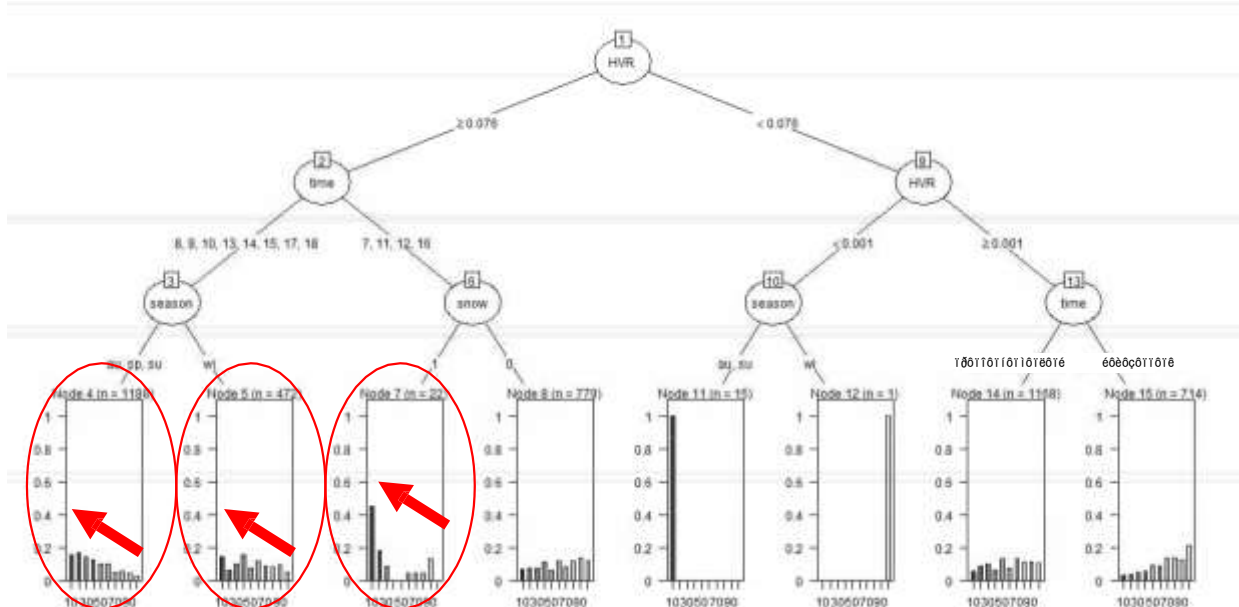 1
HVR
≥0.076
<0.076
2
time
9
HVR
8, 9, 10, 13, 14, 15, 17, 18
7, 11, 12, 16
<0.001
≥0.001
3
season
6
snow
10
season
13
time
au, sp, su
wi
1
0
au, su
wi
ïðôïîôïíôïìôïëôïé
éôèôçôïïôïê
Node 4 (n = 1198)
Node 5 (n = 472)
Node 7 (n = 22)
Node 8 (n = 779)
Node 11 (n = 15)
Node 12 (n = 1)
Node 14 (n = 1158)
Node 15 (n = 714)
1 1 1 1 1 1 1 1
0.8 0.8 0.8 0.8 0.8 0.8 0.8 0.8
0.6 0.6 0.6 0.6 0.6 0.6 0.6 0.6
0.4 0.4 0.4 0.4 0.4 0.4 0.4 0.4
0.2 0.2 0.2 0.2 0.2 0.2 0.2 0.2
0 0 0 0 0 0 0 0
1030507090 1030507090 1030507090 1030507090 1030507090 1030507090 1030507090 1030507090